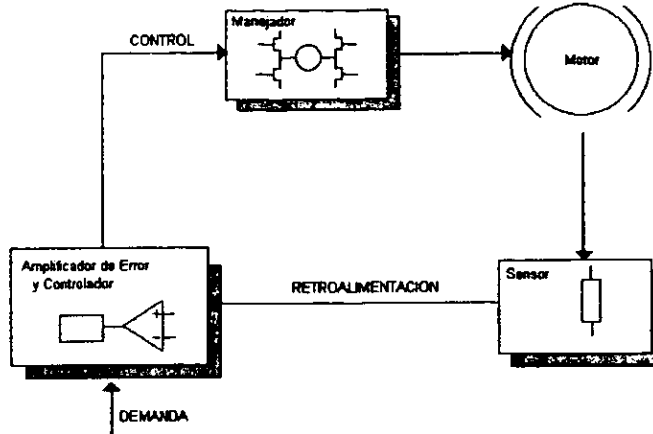 CONTROL
Manejador
Motor
Amplificador de Error
y Controlador
RETROALIMENTACION
Sensor
DEMANDA